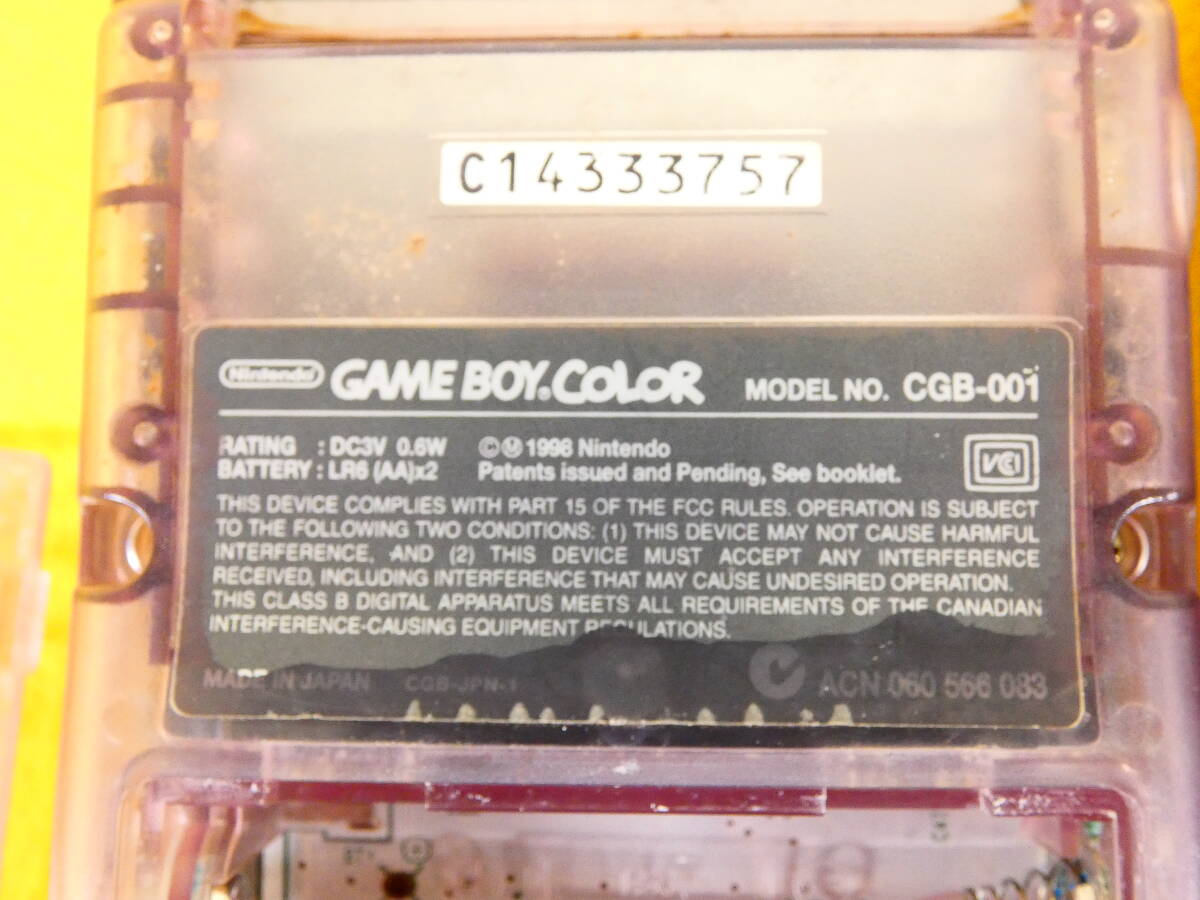 C14333757
Nintendo GAME BOY COLOR MODEL NO. CGB-001
RATING : DC3V 0.6W ©Ⓜ 1998 Nintendo
BATTERY : LR6 (AA)x2 Patents issued and Pending, See booklet.
VCI
THIS DEVICE COMPLIES WITH PART 15 OF THE FCC RULES. OPERATION IS SUBJECT
TO THE FOLLOWING TWO CONDITIONS: (1) THIS DEVICE MAY NOT CAUSE HARMFUL
INTERFERENCE, AND (2) THIS DEVICE MUST ACCEPT ANY INTERFERENCE
RECEIVED, INCLUDING INTERFERENCE THAT MAY CAUSE UNDESIRED OPERATION.
THIS CLASS B DIGITAL APPARATUS MEETS ALL REQUIREMENTS OF THE CANADIAN
INTERFERENCE-CAUSING EQUIPMENT REGULATIONS.
MADE IN JAPAN CGB-JPN-1 ACN 060 566 083